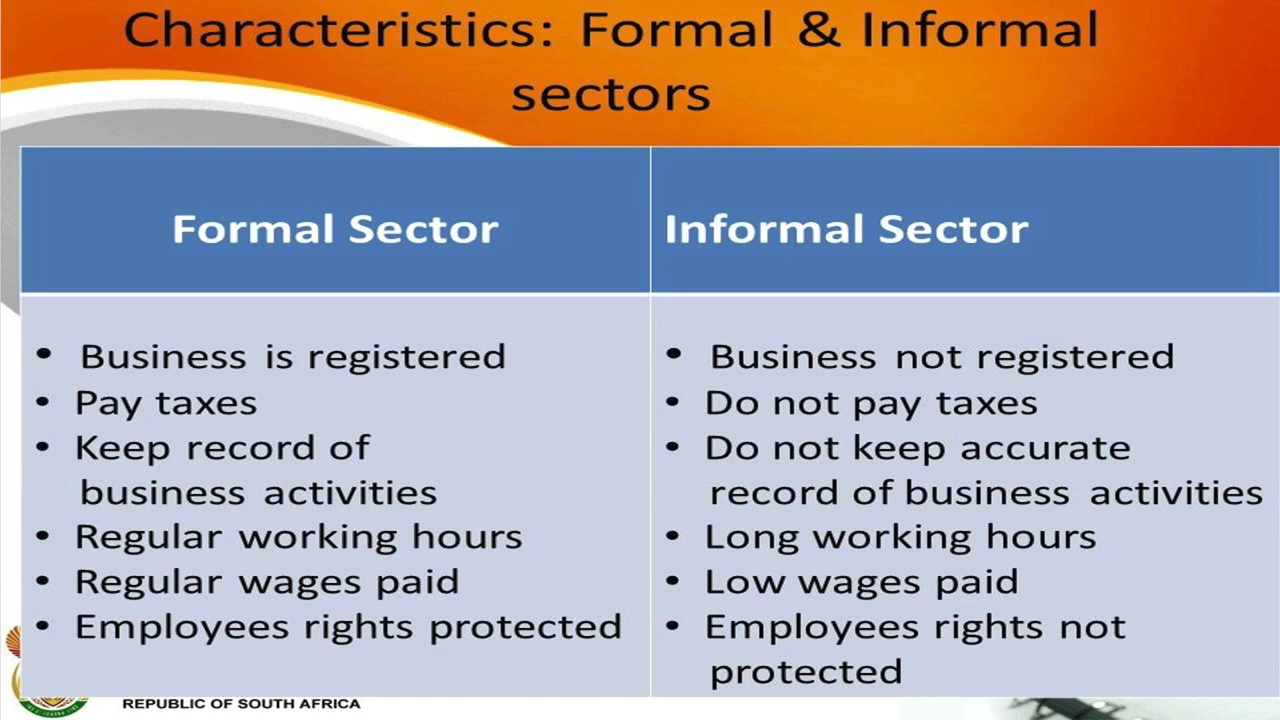 Characteristics: Formal & Informal
sectors
Formal Sector
Informal Sector
• Business is registered
• Pay taxes
• Keep record of
business activities
• Regular working hours
• Regular wages paid
• Employees rights protected
• Business not registered
• Do not pay taxes
• Do not keep accurate
record of business activities
• Long working hours
• Low wages paid
• Employees rights not
protected
REPUBLIC OF SOUTH AFRICA